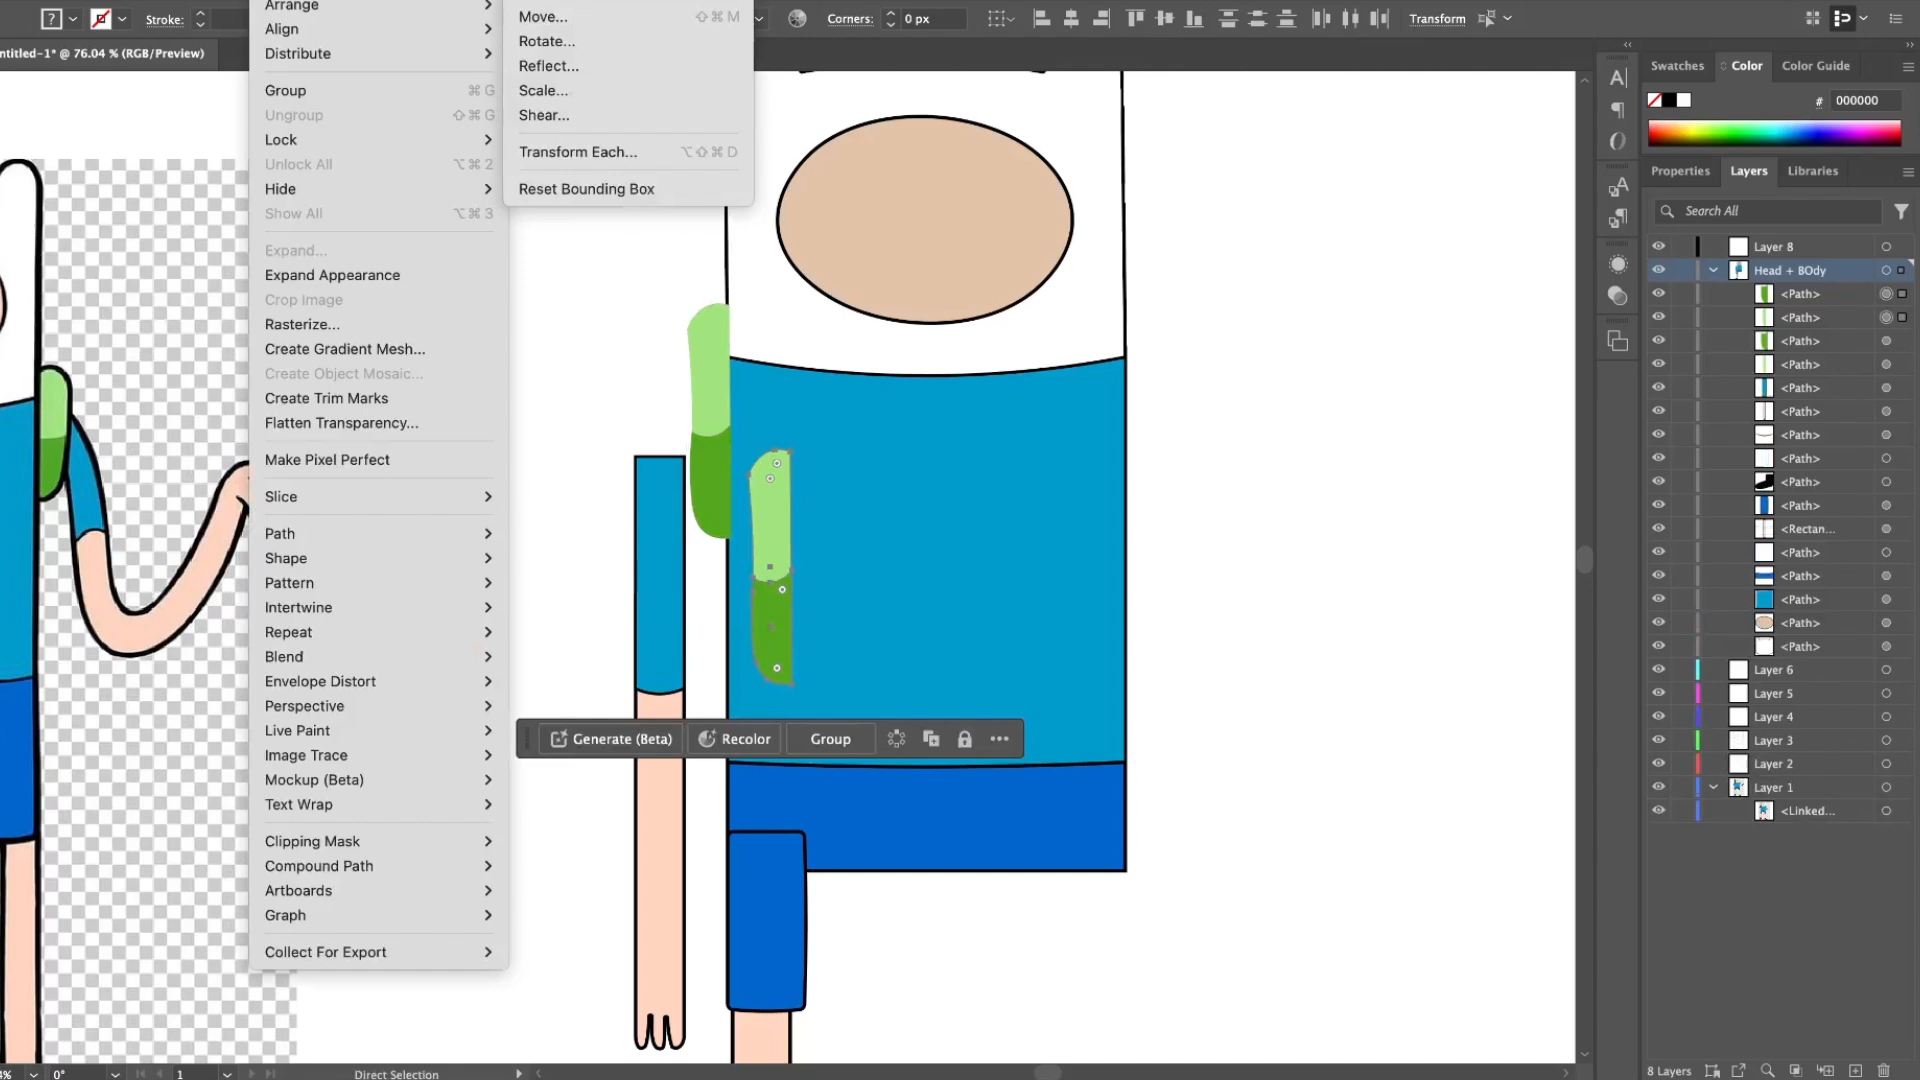 Stroke:
Corners:
0 px
Transform
ntitled-1* @ 76.04 % (RGB/Preview)
Arrange
Align
Distribute
Group ⌘ G
Ungroup ⇧⌘ G
Lock
Unlock All ⌥⌘ 2
Hide
Show All ⌥⌘ 3
Expand...
Expand Appearance
Crop Image
Rasterize...
Create Gradient Mesh...
Create Object Mosaic...
Create Trim Marks
Flatten Transparency...
Make Pixel Perfect
Slice
Path
Shape
Pattern
Intertwine
Repeat
Blend
Envelope Distort
Perspective
Live Paint
Image Trace
Mockup (Beta)
Text Wrap
Clipping Mask
Compound Path
Artboards
Graph
Collect For Export
Move... ⇧⌘ M
Rotate...
Reflect...
Scale...
Shear...
Transform Each... ⌥⇧⌘ D
Reset Bounding Box
Generate (Beta)
Recolor
Group
Swatches
Color
Color Guide
# 000000
Properties
Layers
Libraries
Search All
Layer 8
Head + BOdy
<Path>
<Path>
<Path>
<Path>
<Path>
<Path>
<Path>
<Path>
<Path>
<Path>
<Rectan...
<Path>
<Path>
<Path>
<Path>
<Path>
Layer 6
Layer 5
Layer 4
Layer 3
Layer 2
Layer 1
<Linked...
8 Layers
4%
0°
1
Direct Selection